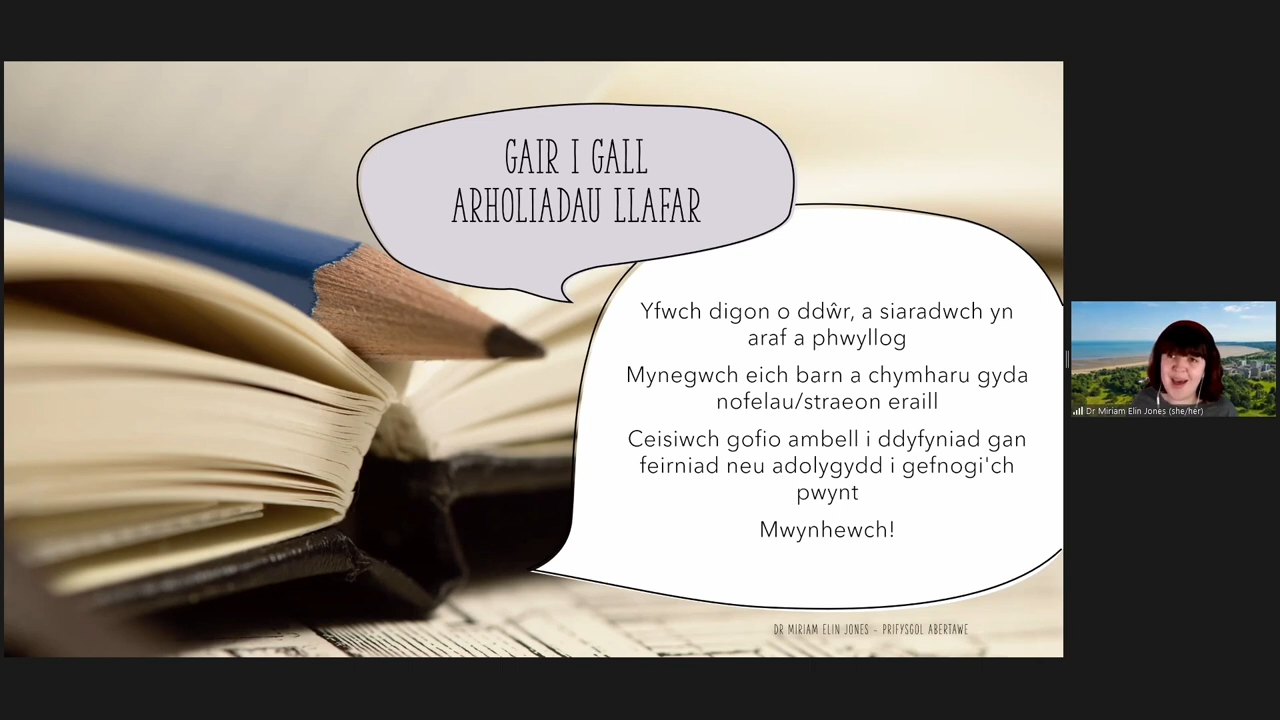 GAIR I GALL
ARHOLIADAU LLAFAR
Yfwch digon o ddŵr, a siaradwch yn
araf a phwyllog
Mynegwch eich barn a chymharu gyda
nofelau/straeon eraill
Ceisiwch gofio ambell i ddyfyniad gan
feirniad neu adolygydd i gefnogi'ch
pwynt
Mwynhewch!
DR MIRIAM ELIN JONES - PRIFYSGOL ABERTAWE
Dr Miriam Elin Jones (she/her)